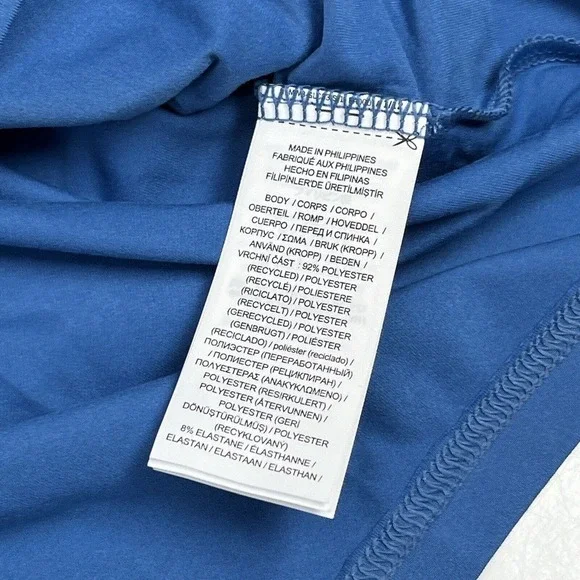 MADE IN PHILIPPINES
FABRIQUÉ AUX PHILIPPINES
HECHO EN FILIPINAS
FİLİPİNLER'DE ÜRETİLMİŞTİR
BODY / CORPS / CORPO /
OBERTEIL / ROMP / HOVEDDEL /
CUERPO / ПЕРЕД И СПИНКА /
КОРПУС / ΣΩΜΑ / BRUK (KROPP) /
ANVÄND (KROPP) / BEDEN /
VRCHNÍ ČÁST : 92% POLYESTER
(RECYCLED) / POLYESTER
(RECYCLÉ) / POLIESTERE
(RICICLATO) / POLYESTER
(RECYCELT) / POLYESTER
(GERECYCLED) / POLYESTER
(GENBRUGT) / POLIÉSTER
(RECICLADO) / poliéster (reciclado) /
ПОЛИЭСТЕР (ПЕРЕРАБОТАННЫЙ)
/ ПОЛИЕСТЕР (РЕЦИКЛИРАН) /
ΠΟΛΥΕΣΤΕΡΑΣ (ΑΝΑΚΥΚΛΩΜΕΝΟ) /
POLYESTER (RESIRKULERT) /
POLYESTER (ÅTERVUNNEN) /
POLYESTER (GERİ
DÖNÜŞTÜRÜLMÜŞ) / POLYESTER
(RECYKLOVANÝ)
8% ELASTANE / ÉLASTHANNE /
ELASTAN / ELASTAAN / ELASTHAN /